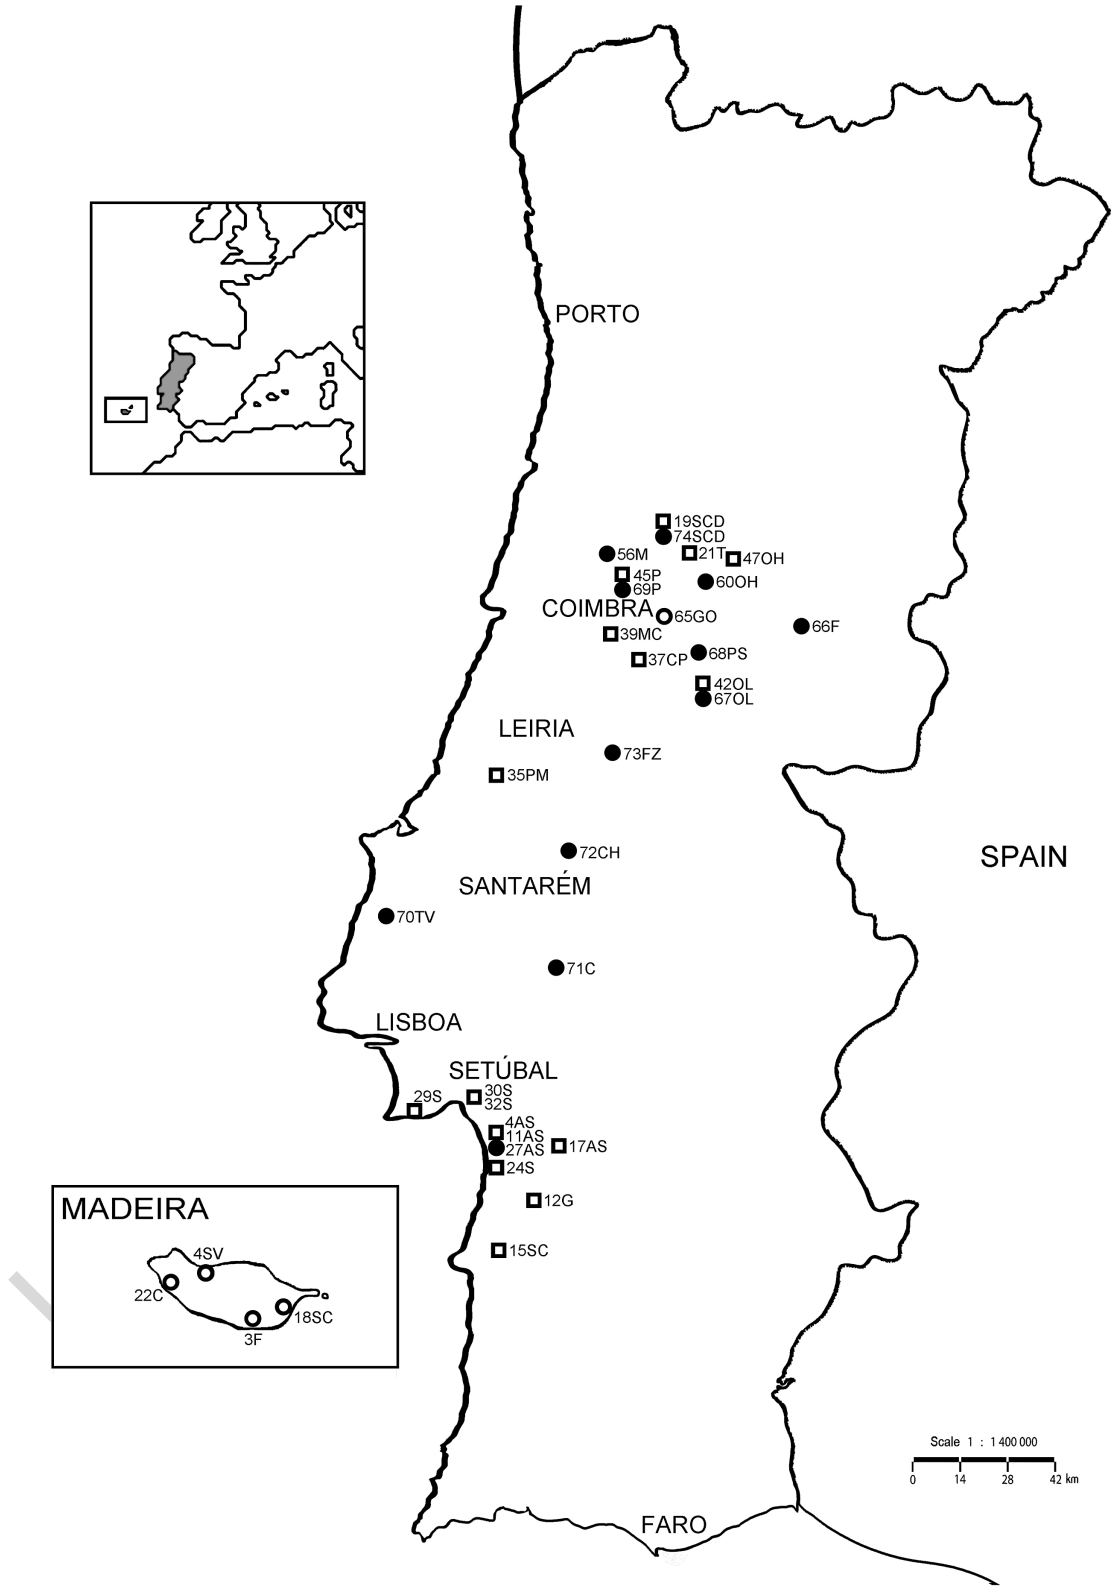 PORTO
19SCD
74SCD
56M
21T
47OH
45P
60OH
69P
COIMBRA
65GO
66F
39MC
68PS
37CP
42OL
67OL
LEIRIA
73FZ
35PM
72CH
SPAIN
SANTARÉM
70TV
71C
LISBOA
SETÚBAL
29S
30S
32S
4AS
11AS
27AS
17AS
24S
12G
15SC
MADEIRA
4SV
22C
18SC
3F
Scale 1 : 1 400 000
0 14 28 42 km
FARO